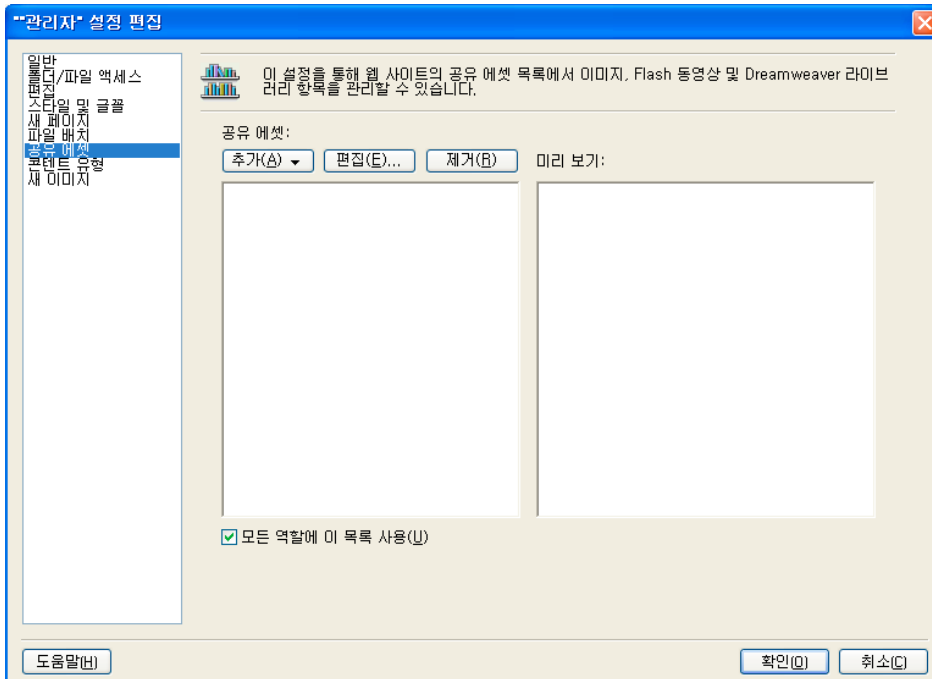 ""관리자" 설정 편집
일반
폴더/파일 액세스
편집
스타일 및 글꼴
새 페이지
파일 배치
공유 에셋
콘텐트 유형
새 이미지
이 설정을 통해 웹 사이트의 공유 에셋 목록에서 이미지, Flash 동영상 및 Dreamweaver 라이브
러리 항목을 관리할 수 있습니다.
공유 에셋:
추가(A) 편집(E)... 제거(R) 미리 보기:
모든 역할에 이 목록 사용(U)
도움말(H) 확인(O) 취소(C)